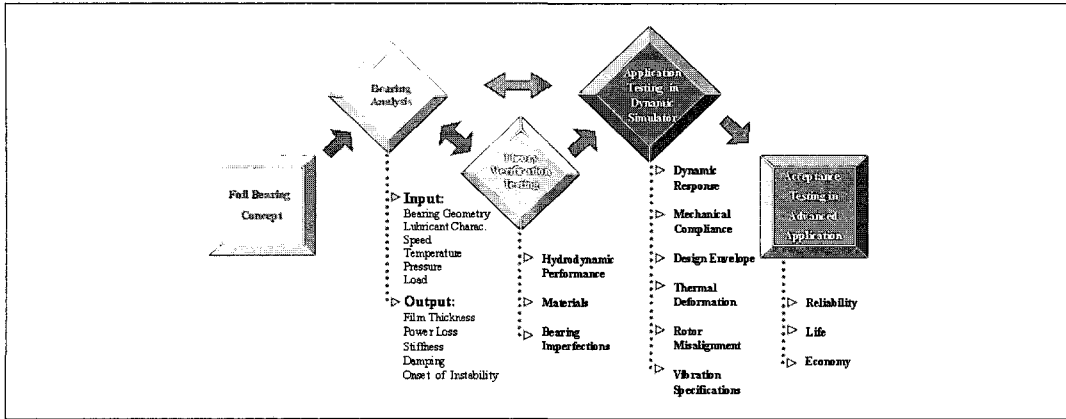 Foil Bearing
Concept
Bearing
Analysis
Input:
Bearing Geometry
Lubricant Charac.
Speed
Temperature
Pressure
Load
Output:
Film Thickness
Power Loss
Stiffness
Damping
Onset of Instability
Theory
Verification
Testing
Hydrodynamic
Performance
Materials
Bearing
Imperfections
Application
Testing in
Dynamic
Simulator
Dynamic
Response
Mechanical
Compliance
Design Envelope
Thermal
Deformation
Rotor
Misalignment
Vibration
Specifications
Acceptance
Testing in
Advanced
Application
Reliability
Life
Economy